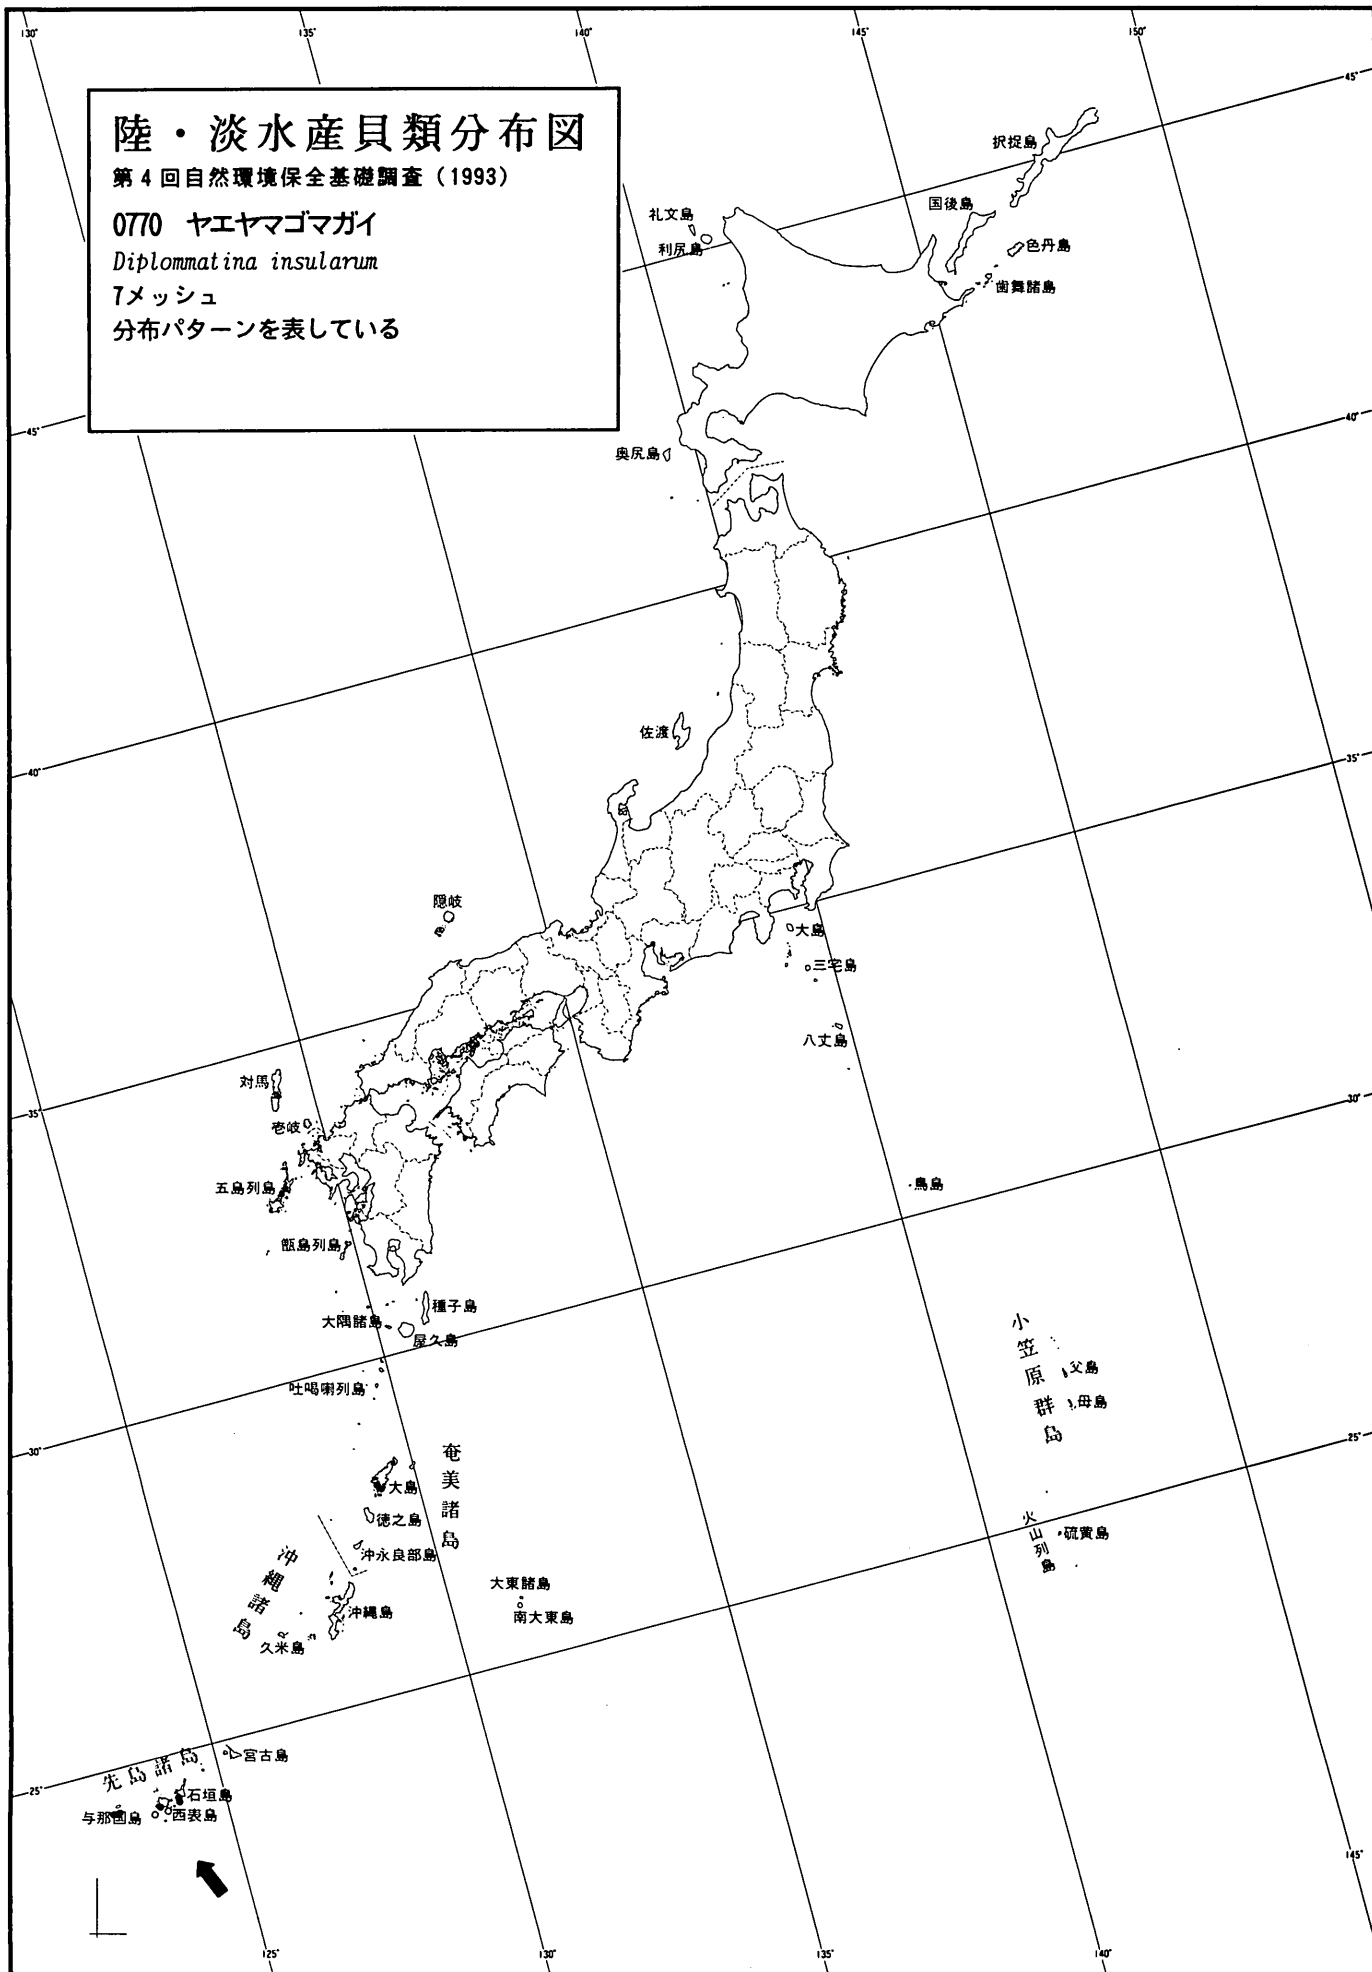 130°
135°
140°
145°
150°
45°
陸・淡水産貝類分布図
第4回自然環境保全基礎調査（1993）
0770 ヤエヤマゴマガイ
Diplommatina insularum
7メッシュ
分布パターンを表している
択捉島
国後島
礼文島
利尻島
色丹島
歯舞諸島
40°
45°
奥尻島
佐渡
35°
40°
隠岐
大島
三宅島
八丈島
対馬
30°
35°
壱岐
五島列島
鳥島
甑島列島
種子島
大隅諸島
屋久島
小笠原群島
父島
吐噶喇列島
母島
25°
30°
奄美諸島
大島
徳之島
火山列島
硫黄島
沖永良部島
沖縄諸島
大東諸島
沖縄島
南大東島
久米島
宮古島
先島諸島
25°
石垣島
与那国島
西表島
145°
125°
130°
135°
140°